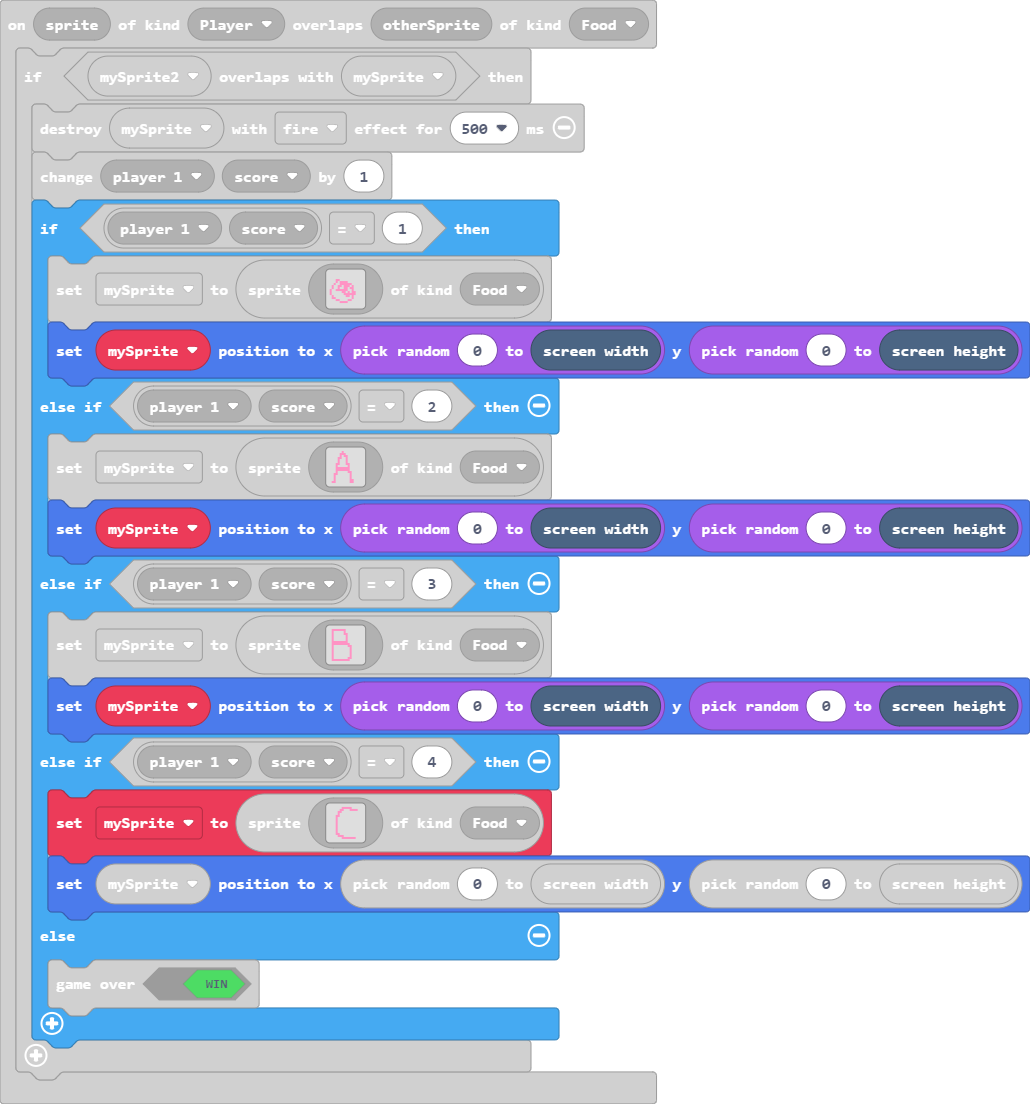 on sprite of kind Player overlaps otherSprite of kind Food
if mySprite2 overlaps with mySprite then
destroy mySprite with fire effect for 500 ms
change player 1 score by 1
if player 1 score = 1 then
set mySprite to sprite of kind Food
set mySprite position to x pick random 0 to screen width y pick random 0 to screen height
else if player 1 score = 2 then
set mySprite to sprite A of kind Food
set mySprite position to x pick random 0 to screen width y pick random 0 to screen height
else if player 1 score = 3 then
set mySprite to sprite B of kind Food
set mySprite position to x pick random 0 to screen width y pick random 0 to screen height
else if player 1 score = 4 then
set mySprite to sprite C of kind Food
set mySprite position to x pick random 0 to screen width y pick random 0 to screen height
else
game over WIN